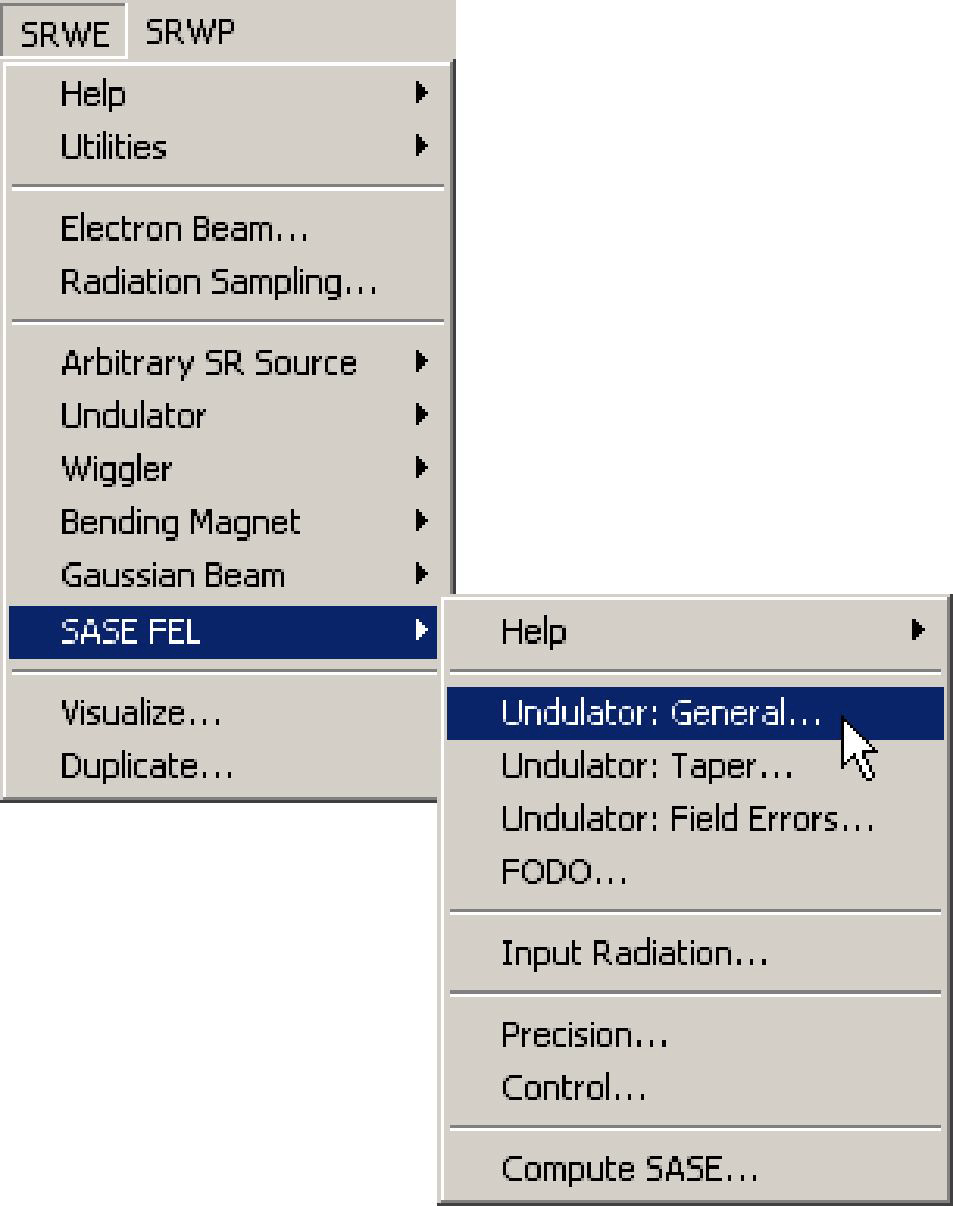 SRWE SRWP
Help
Utilities
Electron Beam...
Radiation Sampling...
Arbitrary SR Source
Undulator
Wiggler
Bending Magnet
Gaussian Beam
SASE FEL
Visualize...
Duplicate...
Help
Undulator: General...
Undulator: Taper...
Undulator: Field Errors...
FODO...
Input Radiation...
Precision...
Control...
Compute SASE...